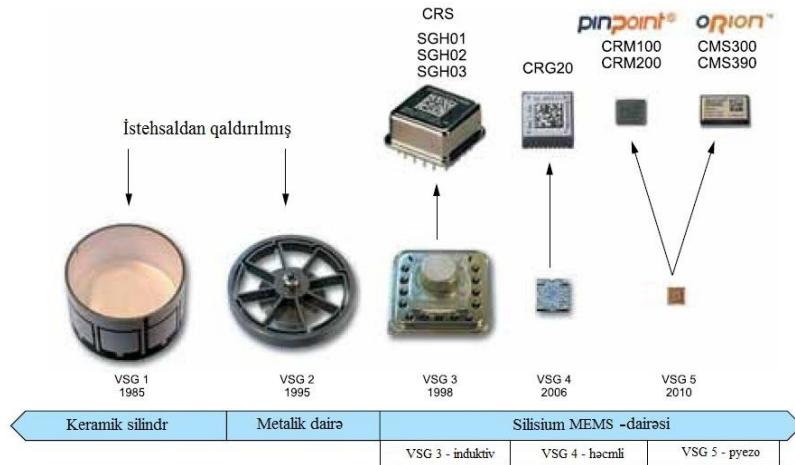 CRS
SGH01
SGH02
SGH03
CRG20
pinpoint®
CRM100
CRM200
orion™
CMS300
CMS390
İstehsaldan qaldırılmış
VSG 1
1985
VSG 2
1995
VSG 3
1998
VSG 4
2006
VSG 5
2010
Keramik silindr
Metalik dairə
Silisium MEMS -dairəsi
VSG 3 - induktiv
VSG 4 - həcmli
VSG 5 - pyezo